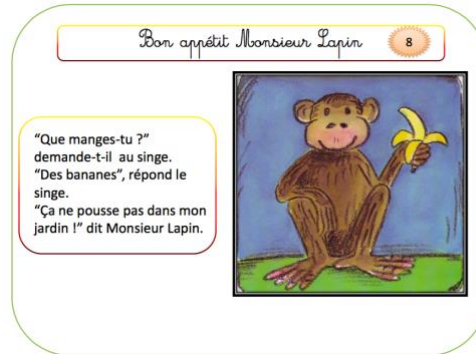 Bon appétit Monsieur Lapin
8
“Que manges-tu ?”
demande-t-il au singe.
“Des bananes”, répond le
singe.
“Ça ne pousse pas dans mon
jardin !” dit Monsieur Lapin.